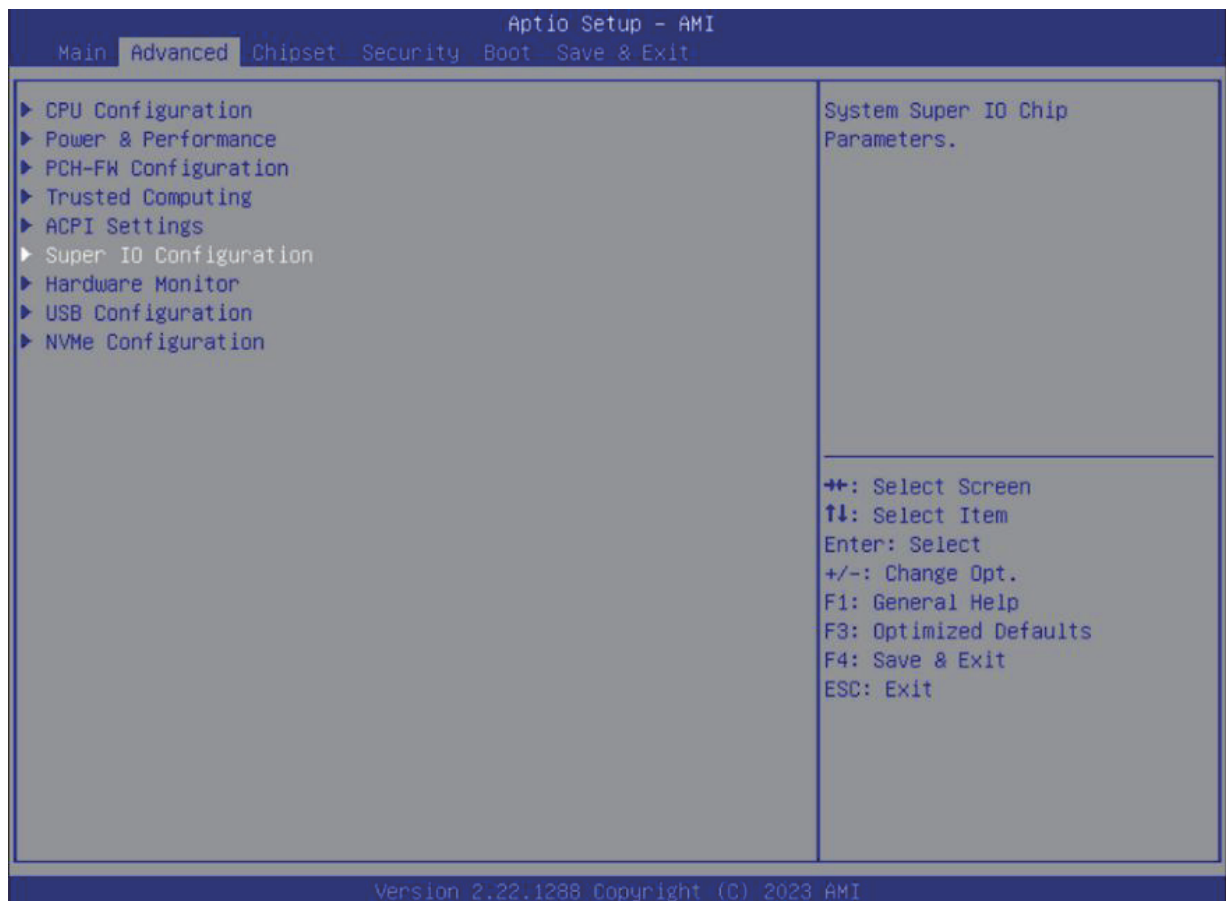 Aptio Setup - AMI
Main Advanced Chipset Security Boot Save & Exit
▶ CPU Configuration
▶ Power & Performance
▶ PCH-FW Configuration
▶ Trusted Computing
▶ ACPI Settings
▶ Super IO Configuration
▶ Hardware Monitor
▶ USB Configuration
▶ NVMe Configuration
System Super IO Chip
Parameters.
→←: Select Screen
↑↓: Select Item
Enter: Select
+/-: Change Opt.
F1: General Help
F3: Optimized Defaults
F4: Save & Exit
ESC: Exit
Version 2.22.1288 Copyright (C) 2023 AMI